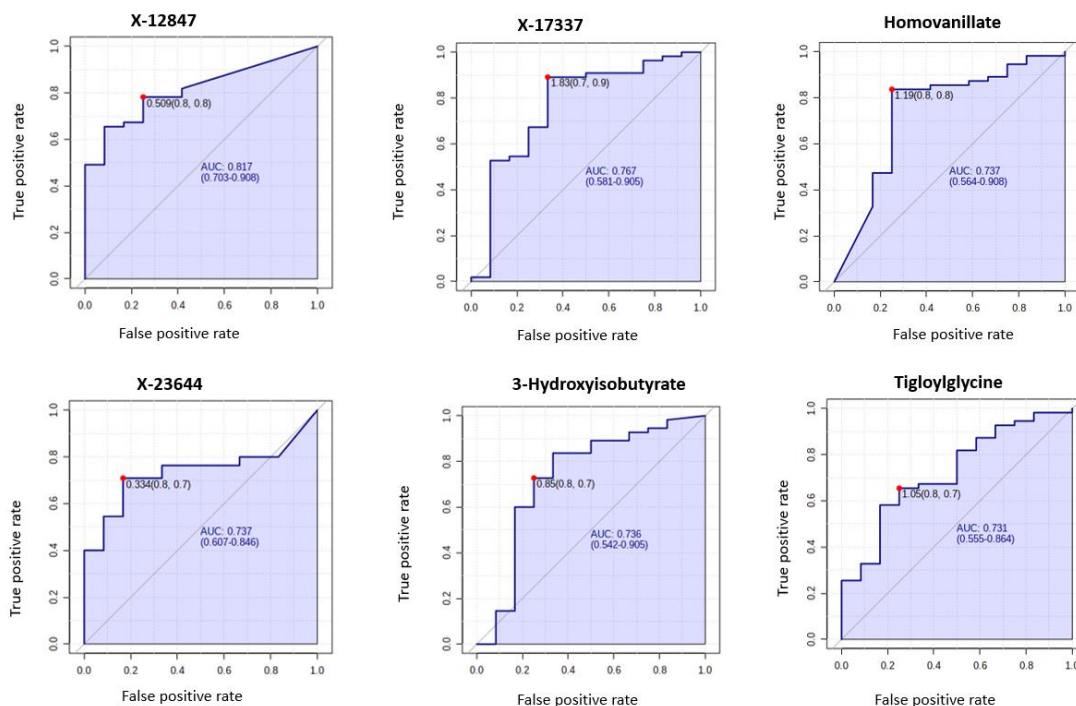 X-12847
1.0
0.8
0.6
0.4
0.2
0.0
True positive rate
0.509(0.8, 0.8)
AUC: 0.817
(0.703-0.908)
0.0 0.2 0.4 0.6 0.8 1.0
False positive rate
X-17337
1.0
0.8
0.6
0.4
0.2
0.0
True positive rate
1.83(0.7, 0.9)
AUC: 0.767
(0.581-0.905)
0.0 0.2 0.4 0.6 0.8 1.0
False positive rate
Homovanillate
1.0
0.8
0.6
0.4
0.2
0.0
True positive rate
1.19(0.8, 0.8)
AUC: 0.737
(0.564-0.908)
0.0 0.2 0.4 0.6 0.8 1.0
False positive rate
X-23644
1.0
0.8
0.6
0.4
0.2
0.0
True positive rate
0.334(0.8, 0.7)
AUC: 0.737
(0.607-0.846)
0.0 0.2 0.4 0.6 0.8 1.0
False positive rate
3-Hydroxyisobutyrate
1.0
0.8
0.6
0.4
0.2
0.0
True positive rate
0.85(0.8, 0.7)
AUC: 0.736
(0.542-0.905)
0.0 0.2 0.4 0.6 0.8 1.0
False positive rate
Tigloylglycine
1.0
0.8
0.6
0.4
0.2
0.0
True positive rate
1.05(0.8, 0.7)
AUC: 0.731
(0.555-0.864)
0.0 0.2 0.4 0.6 0.8 1.0
False positive rate